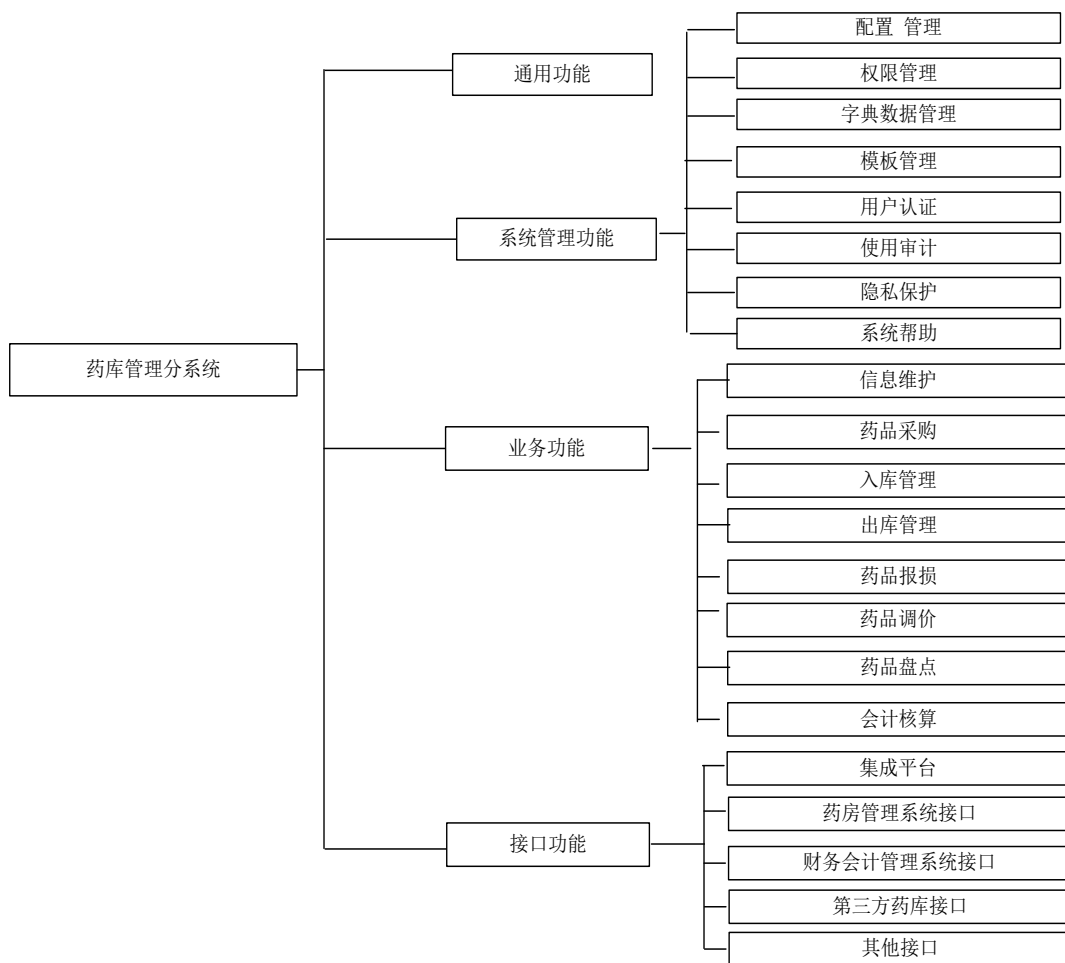 药库管理分系统
通用功能
系统管理功能
配置 管理
权限管理
字典数据管理
模板管理
用户认证
使用审计
隐私保护
系统帮助
业务功能
信息维护
药品采购
入库管理
出库管理
药品报损
药品调价
药品盘点
会计核算
接口功能
集成平台
药房管理系统接口
财务会计管理系统接口
第三方药库接口
其他接口